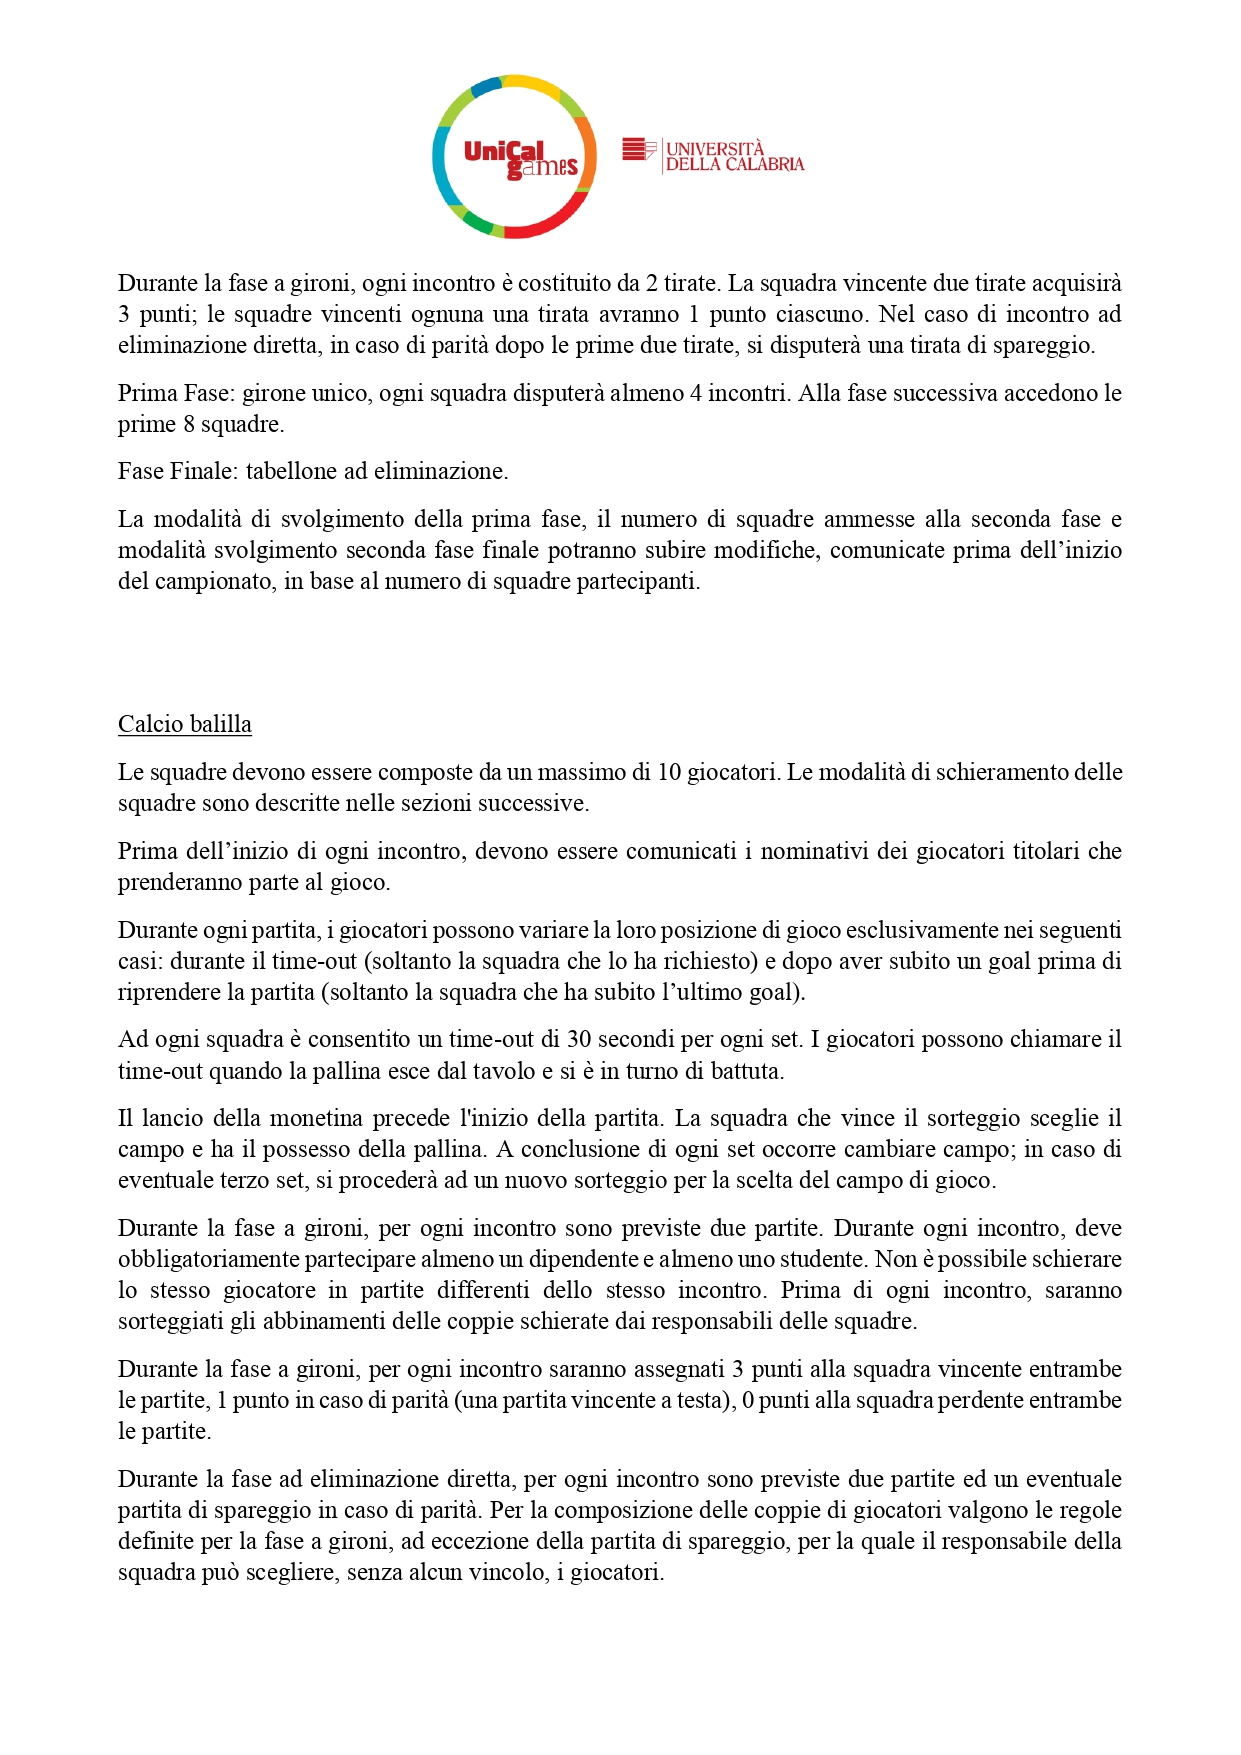 UniCal
games
UNIVERSITÀ
DELLA CALABRIA
Durante la fase a gironi, ogni incontro è costituito da 2 tirate. La squadra vincente due tirate acquisirà
3 punti; le squadre vincenti ognuna una tirata avranno 1 punto ciascuno. Nel caso di incontro ad
eliminazione diretta, in caso di parità dopo le prime due tirate, si disputerà una tirata di spareggio.
Prima Fase: girone unico, ogni squadra disputerà almeno 4 incontri. Alla fase successiva accedono le
prime 8 squadre.
Fase Finale: tabellone ad eliminazione.
La modalità di svolgimento della prima fase, il numero di squadre ammesse alla seconda fase e
modalità svolgimento seconda fase finale potranno subire modifiche, comunicate prima dell’inizio
del campionato, in base al numero di squadre partecipanti.
Calcio balilla
Le squadre devono essere composte da un massimo di 10 giocatori. Le modalità di schieramento delle
squadre sono descritte nelle sezioni successive.
Prima dell’inizio di ogni incontro, devono essere comunicati i nominativi dei giocatori titolari che
prenderanno parte al gioco.
Durante ogni partita, i giocatori possono variare la loro posizione di gioco esclusivamente nei seguenti
casi: durante il time-out (soltanto la squadra che lo ha richiesto) e dopo aver subito un goal prima di
riprendere la partita (soltanto la squadra che ha subito l’ultimo goal).
Ad ogni squadra è consentito un time-out di 30 secondi per ogni set. I giocatori possono chiamare il
time-out quando la pallina esce dal tavolo e si è in turno di battuta.
Il lancio della monetina precede l'inizio della partita. La squadra che vince il sorteggio sceglie il
campo e ha il possesso della pallina. A conclusione di ogni set occorre cambiare campo; in caso di
eventuale terzo set, si procederà ad un nuovo sorteggio per la scelta del campo di gioco.
Durante la fase a gironi, per ogni incontro sono previste due partite. Durante ogni incontro, deve
obbligatoriamente partecipare almeno un dipendente e almeno uno studente. Non è possibile schierare
lo stesso giocatore in partite differenti dello stesso incontro. Prima di ogni incontro, saranno
sorteggiati gli abbinamenti delle coppie schierate dai responsabili delle squadre.
Durante la fase a gironi, per ogni incontro saranno assegnati 3 punti alla squadra vincente entrambe
le partite, 1 punto in caso di parità (una partita vincente a testa), 0 punti alla squadra perdente entrambe
le partite.
Durante la fase ad eliminazione diretta, per ogni incontro sono previste due partite ed un eventuale
partita di spareggio in caso di parità. Per la composizione delle coppie di giocatori valgono le regole
definite per la fase a gironi, ad eccezione della partita di spareggio, per la quale il responsabile della
squadra può scegliere, senza alcun vincolo, i giocatori.